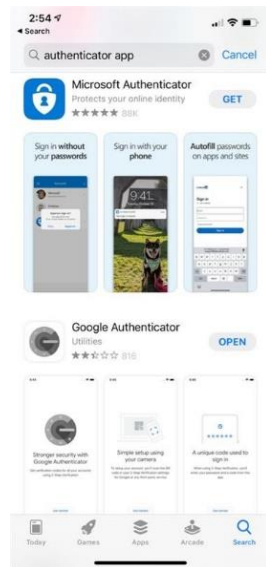 2:54
Search
authenticator app
Cancel
Microsoft Authenticator
Protects your online identity
88K
GET
Sign in without
your passwords
Sign in with your
phone
Autofill passwords
on apps and sites
9:41
Sign in
Google Authenticator
Utilities
816
OPEN
Stronger security with
Google Authenticator
Simple setup using
your camera
A unique code used to
sign in
Today
Games
Apps
Arcade
Search